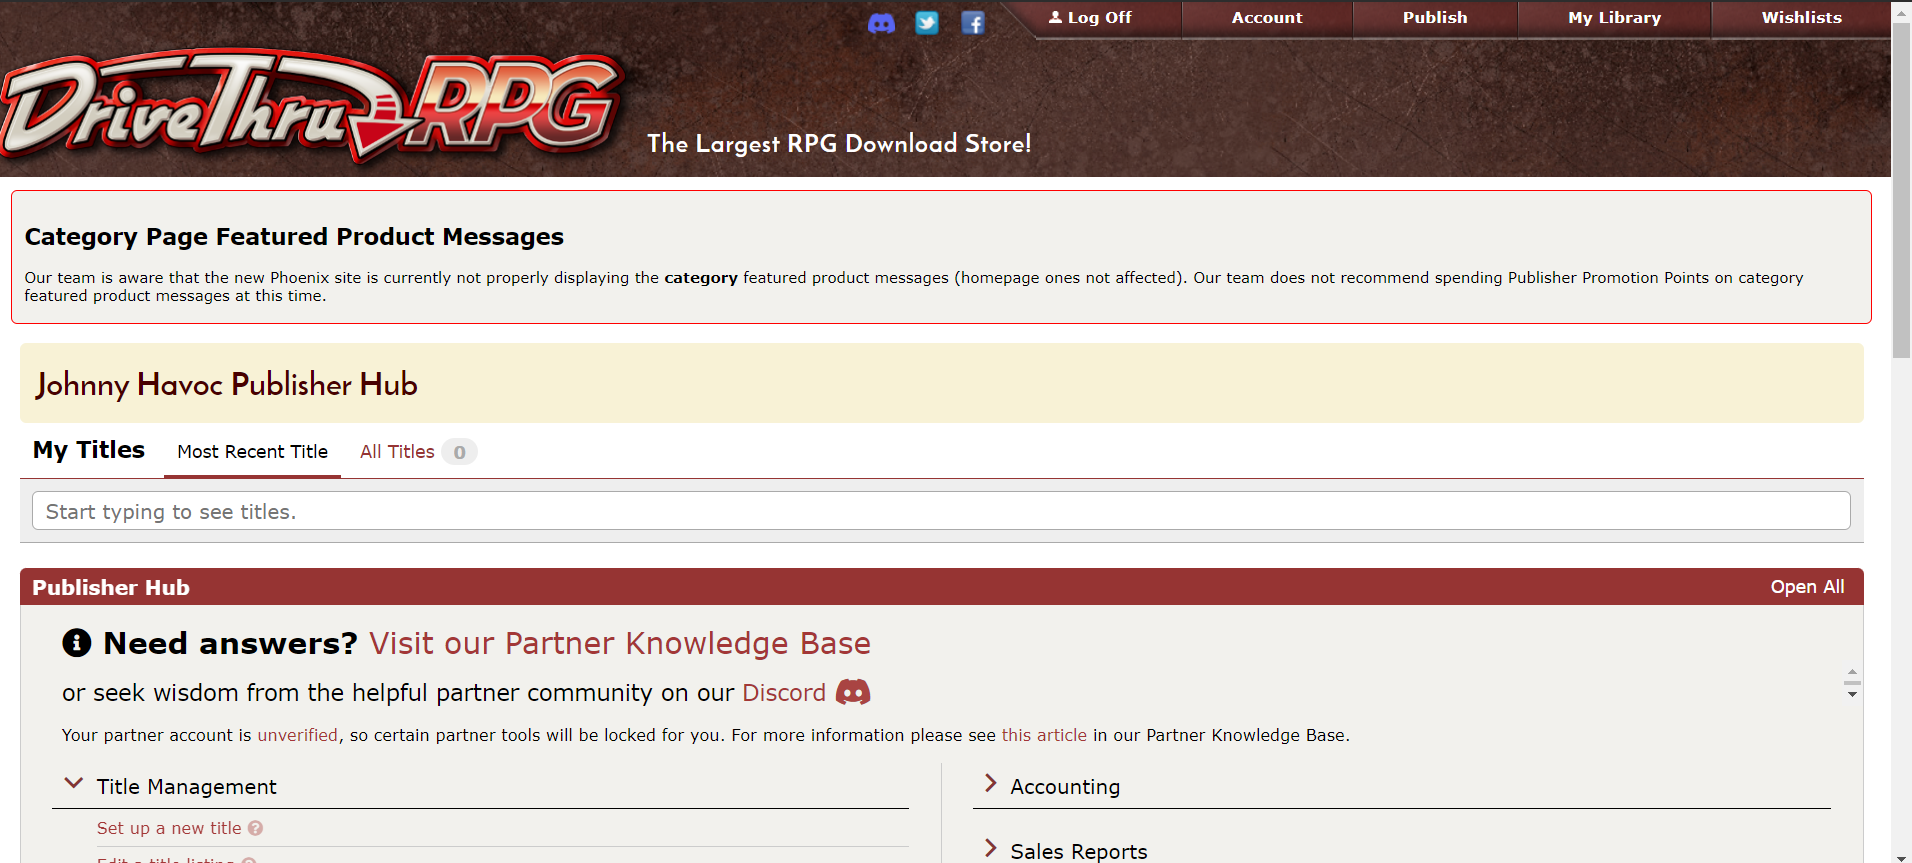 Log Off
Account
Publish
My Library
Wishlists
DriveThruRPG
The Largest RPG Download Store!
Category Page Featured Product Messages
Our team is aware that the new Phoenix site is currently not properly displaying the category featured product messages (homepage ones not affected). Our team does not recommend spending Publisher Promotion Points on category
featured product messages at this time.
Johnny Havoc Publisher Hub
My Titles
Most Recent Title
All Titles 0
Start typing to see titles.
Publisher Hub
Open All
Need answers? Visit our Partner Knowledge Base
or seek wisdom from the helpful partner community on our Discord
Your partner account is unverified, so certain partner tools will be locked for you. For more information please see this article in our Partner Knowledge Base.
Title Management
Accounting
Set up a new title ?
Edit a title listing
Sales Reports